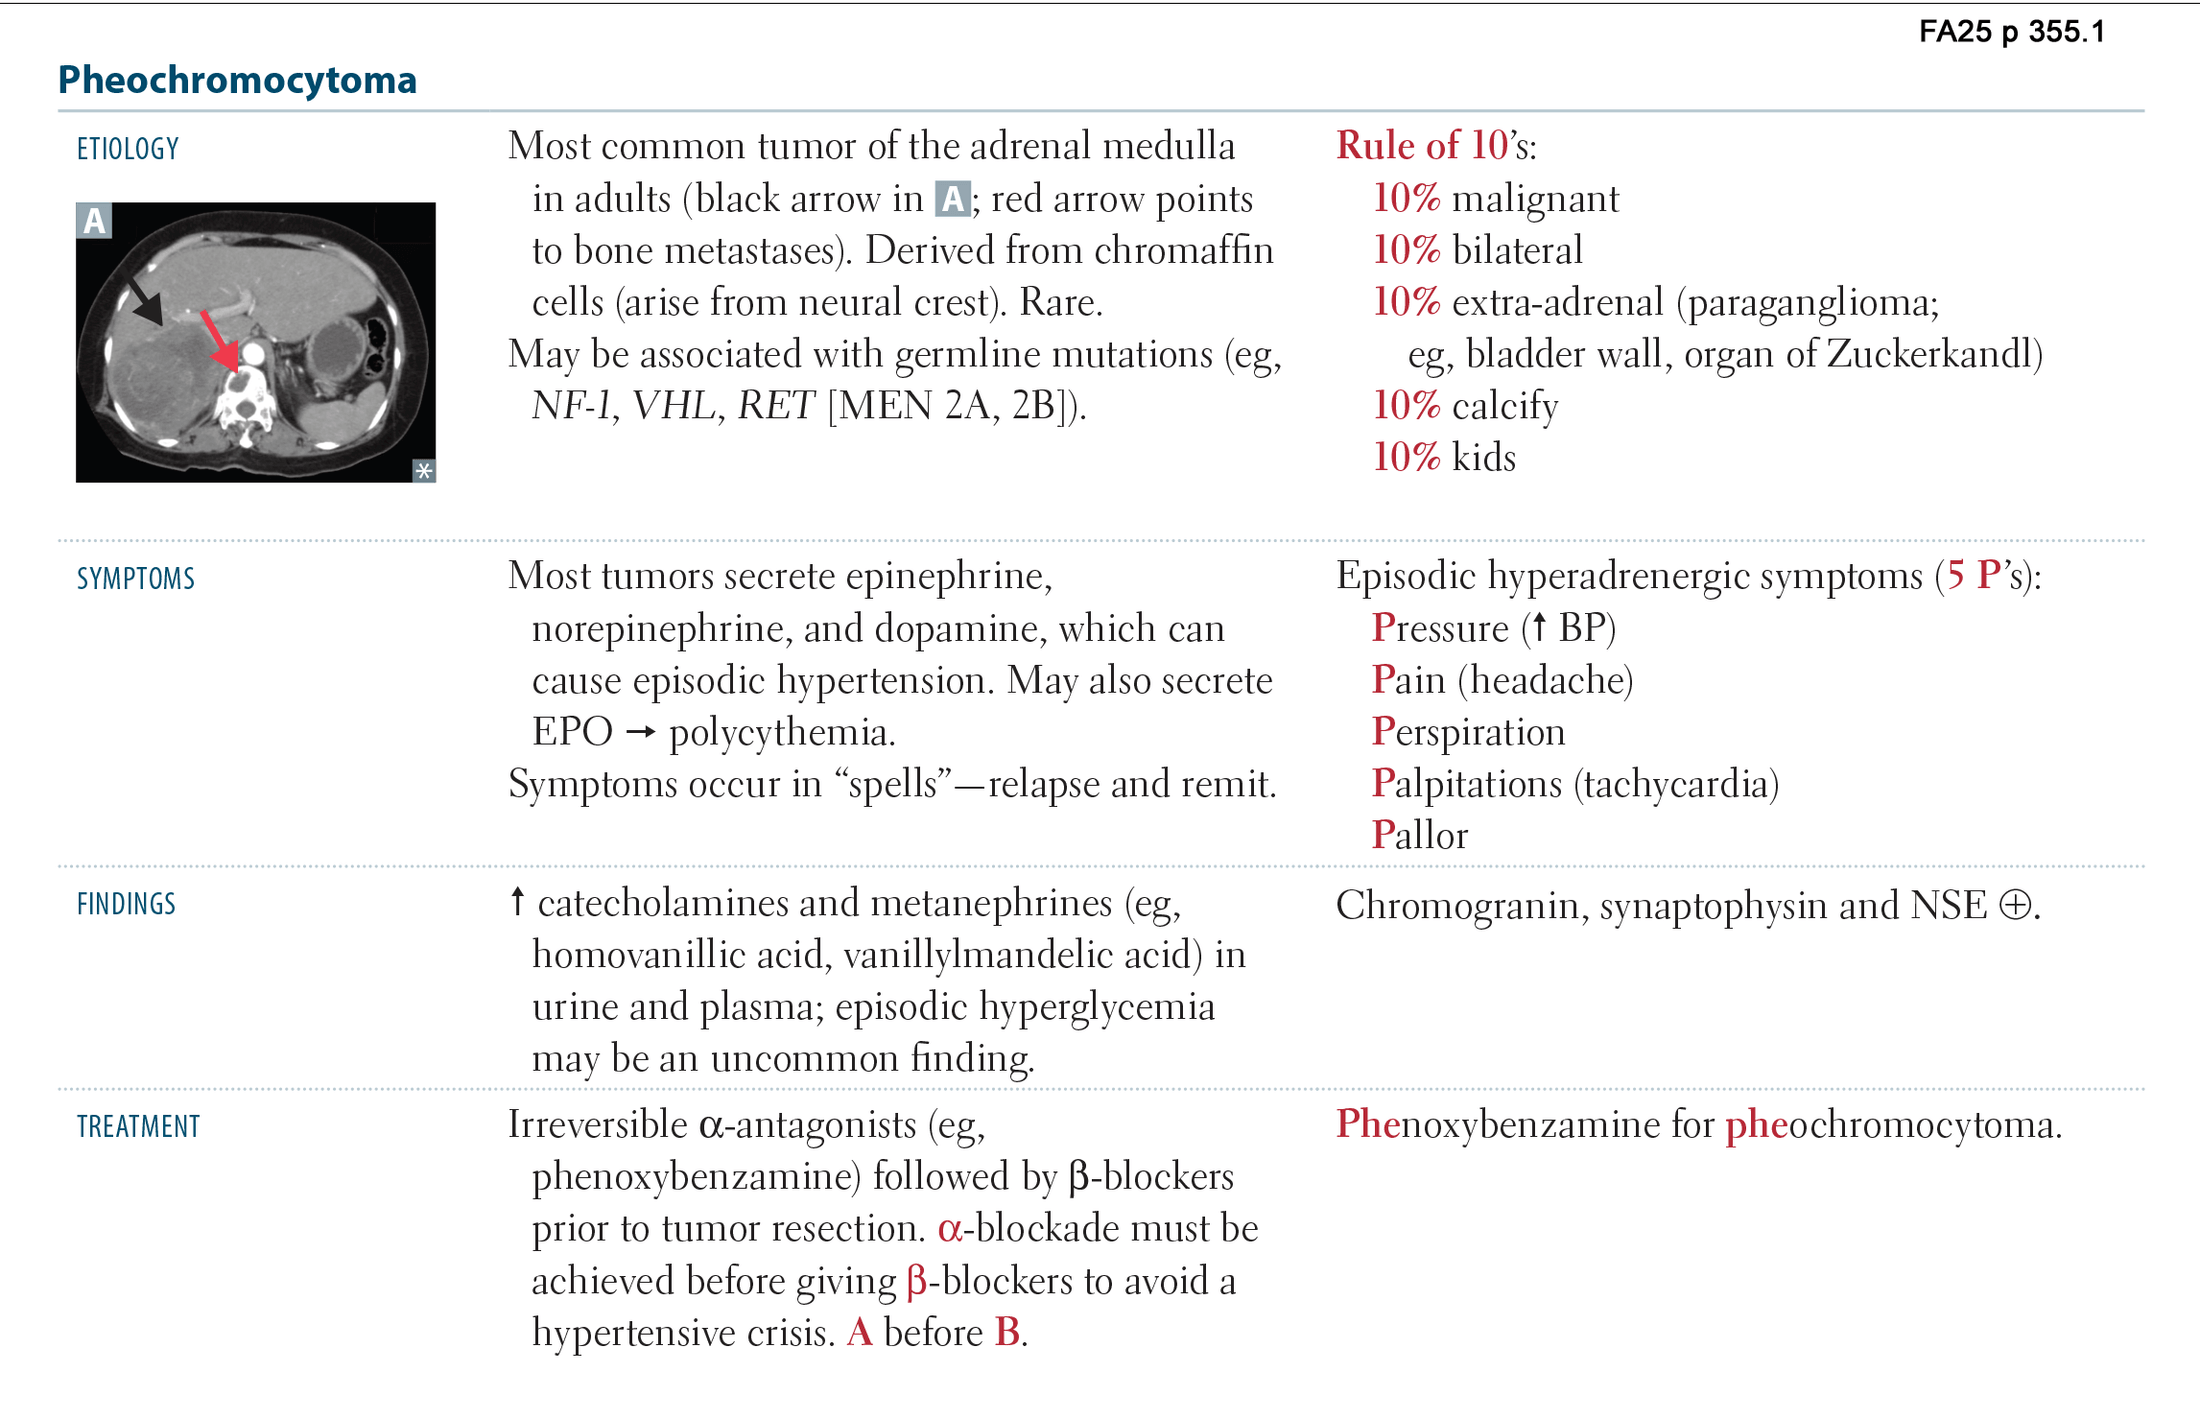 FA25 p 355.1
Pheochromocytoma
ETIOLOGY
A
*
Most common tumor of the adrenal medulla
in adults (black arrow in A; red arrow points
to bone metastases). Derived from chromaffin
cells (arise from neural crest). Rare.
May be associated with germline mutations (eg,
NF-1, VHL, RET [MEN 2A, 2B]).
Rule of 10’s:
10% malignant
10% bilateral
10% extra-adrenal (paraganglioma;
eg, bladder wall, organ of Zuckerkandl)
10% calcify
10% kids
SYMPTOMS
Most tumors secrete epinephrine,
norepinephrine, and dopamine, which can
cause episodic hypertension. May also secrete
EPO → polycythemia.
Symptoms occur in “spells”—relapse and remit.
Episodic hyperadrenergic symptoms (5 P’s):
Pressure (↑ BP)
Pain (headache)
Perspiration
Palpitations (tachycardia)
Pallor
FINDINGS
↑ catecholamines and metanephrines (eg,
homovanillic acid, vanillylmandelic acid) in
urine and plasma; episodic hyperglycemia
may be an uncommon finding.
Chromogranin, synaptophysin and NSE ⊕.
TREATMENT
Irreversible α-antagonists (eg,
phenoxybenzamine) followed by β-blockers
prior to tumor resection. α-blockade must be
achieved before giving β-blockers to avoid a
hypertensive crisis. A before B.
Phenoxybenzamine for pheochromocytoma.